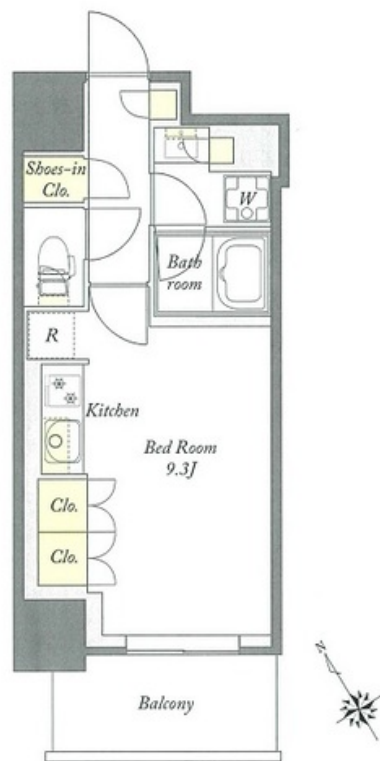 Shoes-in
Clo.
W
Bath
room
R
Kitchen
Bed Room
9.3J
Clo.
Clo.
Balcony
N